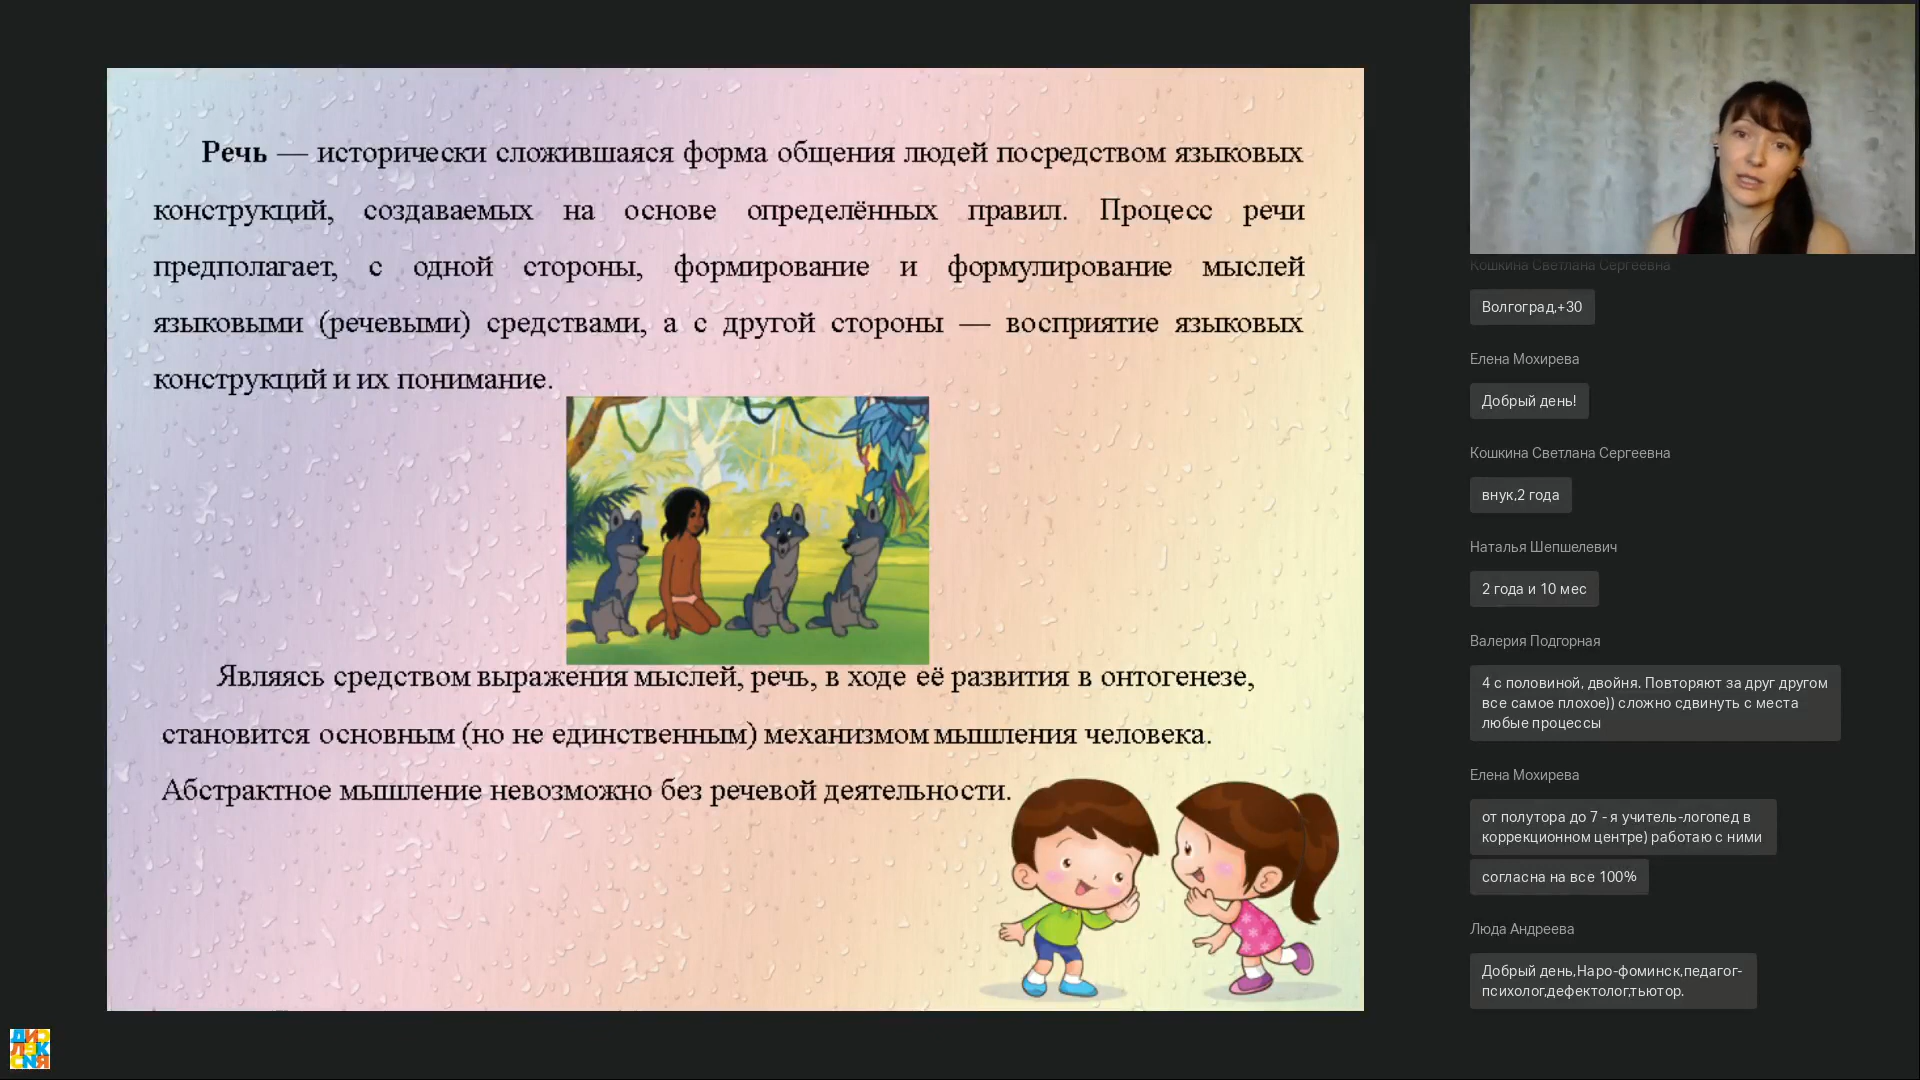 Речь — исторически сложившаяся форма общения людей посредством языковых
конструкций, создаваемых на основе определённых правил. Процесс речи
предполагает, с одной стороны, формирование и формулирование мыслей
языковыми (речевыми) средствами, а с другой стороны — восприятие языковых
конструкций и их понимание.
Являясь средством выражения мыслей, речь, в ходе её развития в онтогенезе,
становится основным (но не единственным) механизмом мышления человека.
Абстрактное мышление невозможно без речевой деятельности.
Кошкина Светлана Сергеевна
Волгоград,+30
Елена Мохирева
Добрый день!
Кошкина Светлана Сергеевна
внук,2 года
Наталья Шепшелевич
2 года и 10 мес
Валерия Подгорная
4 с половиной, двойня. Повторяют за друг другом
все самое плохое)) сложно сдвинуть с места
любые процессы
Елена Мохирева
от полутора до 7 - я учитель-логопед в
коррекционном центре) работаю с ними
согласна на все 100%
Люда Андреева
Добрый день,Наро-фоминск,педагог-
психолог,дефектолог,тьютор.
ДИС
ЛЕК
СИЯ